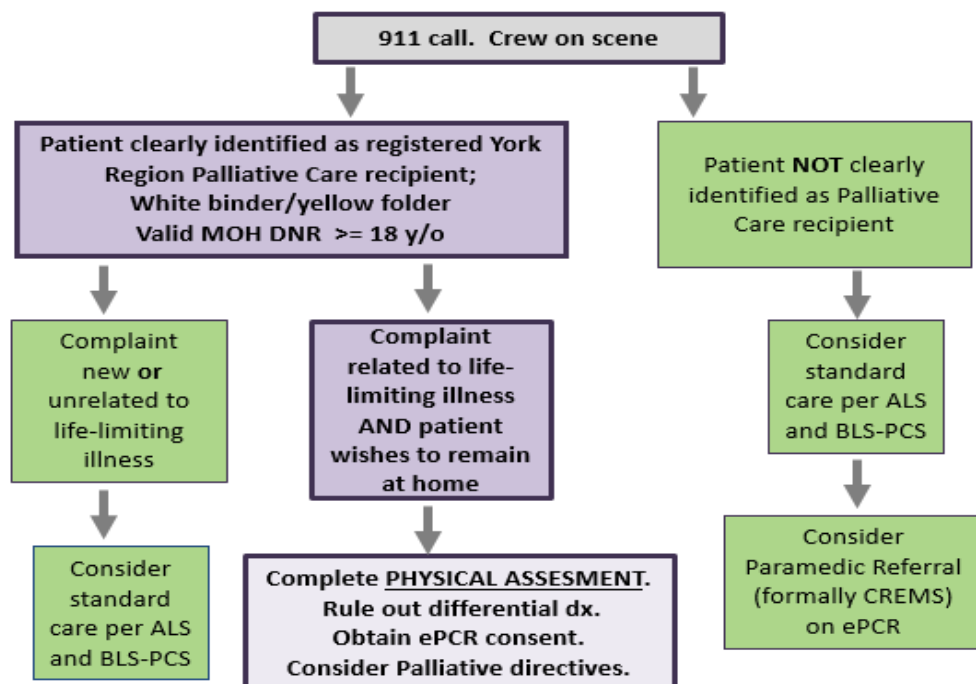 911 call.  Crew on scene
Patient clearly identified as registered York
Region Palliative Care recipient;
White binder/yellow folder
Valid MOH DNR  >= 18 y/o
Patient NOT clearly
identified as Palliative
Care recipient
Complaint
new or
unrelated to
life-limiting
illness
Complaint
related to life-
limiting illness
AND patient
wishes to remain
at home
Consider
standard
care per ALS
and BLS-PCS
Consider
standard
care per ALS
and BLS-PCS
Complete PHYSICAL ASSESMENT.
Rule out differential dx.
Obtain ePCR consent.
Consider Palliative directives.
Consider
Paramedic Referral
(formally CREMS)
on ePCR